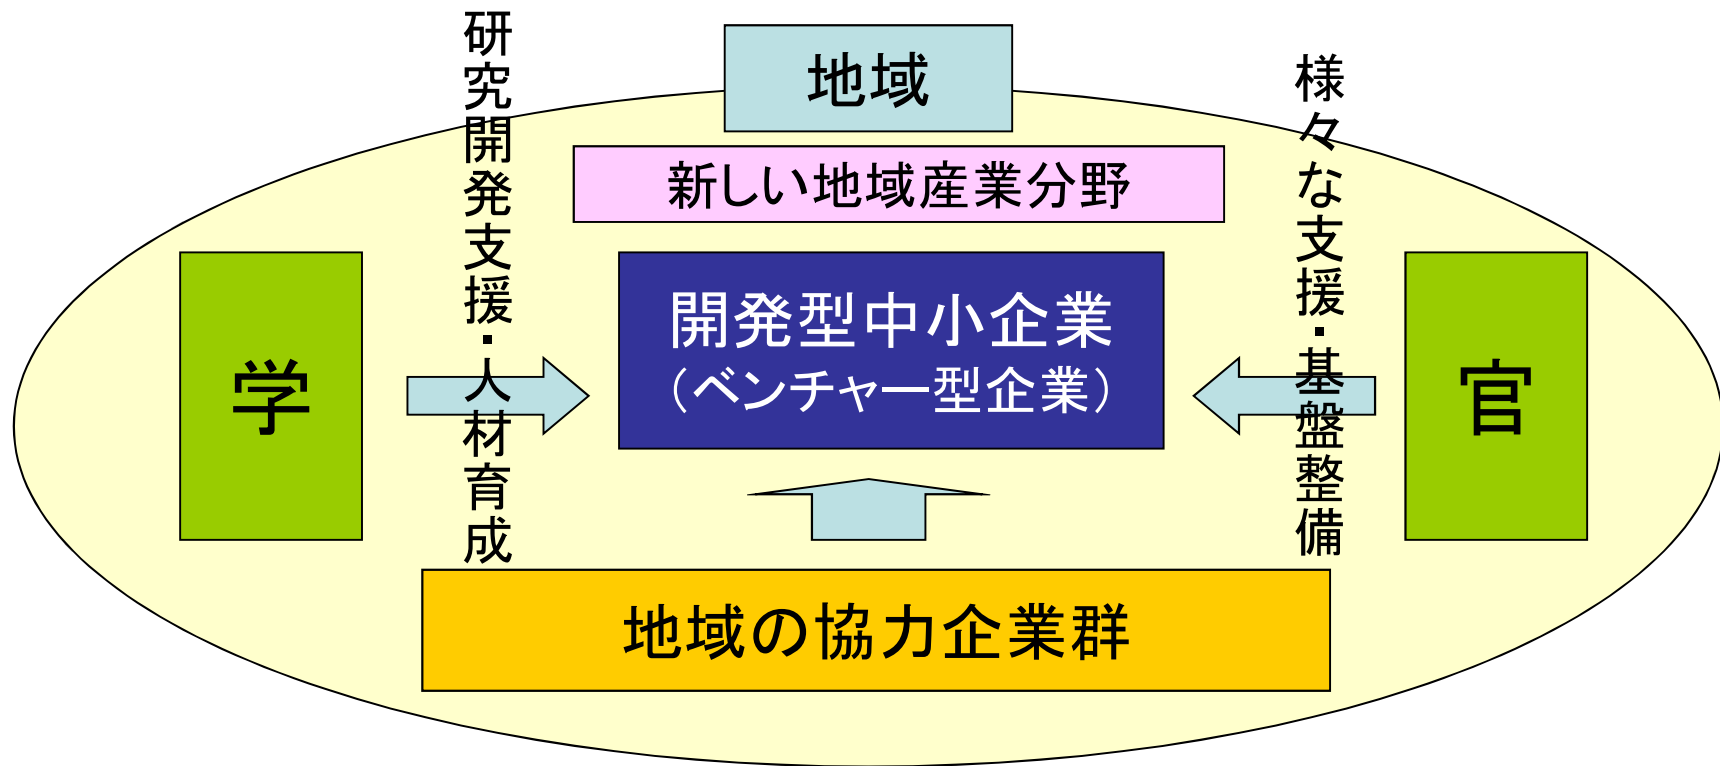 地域
新しい地域産業分野
研究開発支援・人材育成
様々な支援・基盤整備
学
開発型中小企業
（ベンチャー型企業）
官
地域の協力企業群